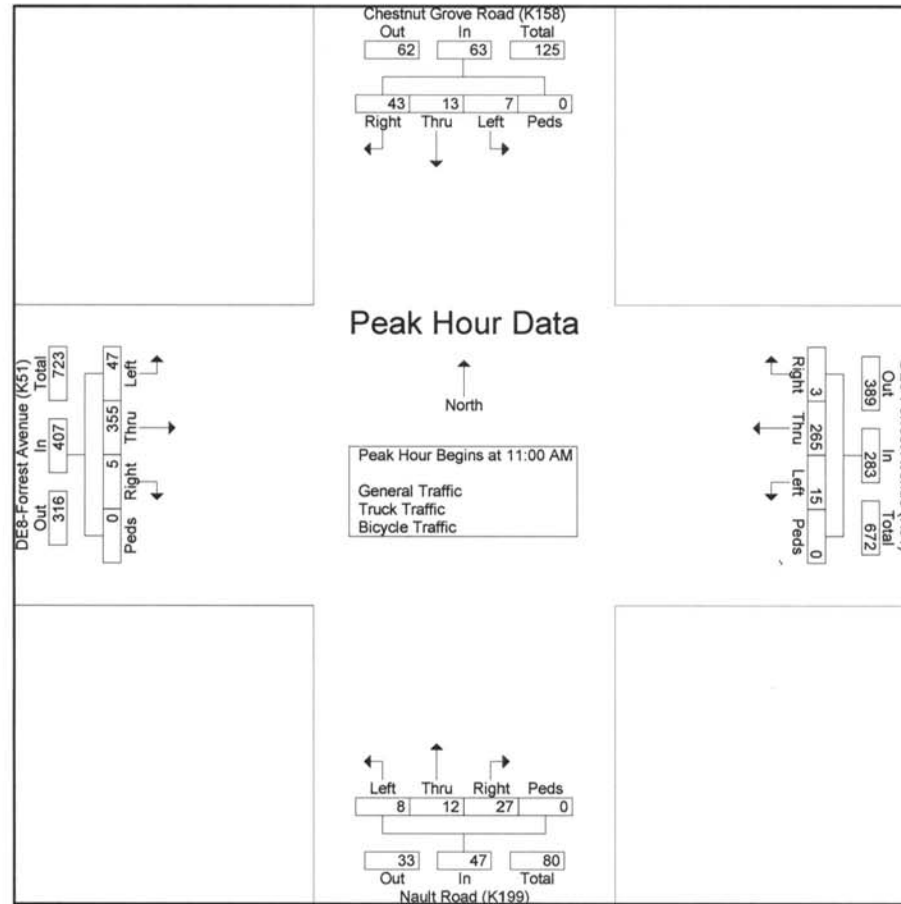 Chestnut Grove Road (K158)
Out In Total
62 63 125
43 13 7 0
Right Thru Left Peds
Peak Hour Data
North
Peak Hour Begins at 11:00 AM
General Traffic
Truck Traffic
Bicycle Traffic
DE8-Forrest Avenue (K51)
Out In Total
316 407 723
47 355 5 0
Left Thru Right Peds
Out In Total
389 283 672
3 265 15 0
Right Thru Left Peds
Left Thru Right Peds
8 12 27 0
33 47 80
Out In Total
Nault Road (K199)